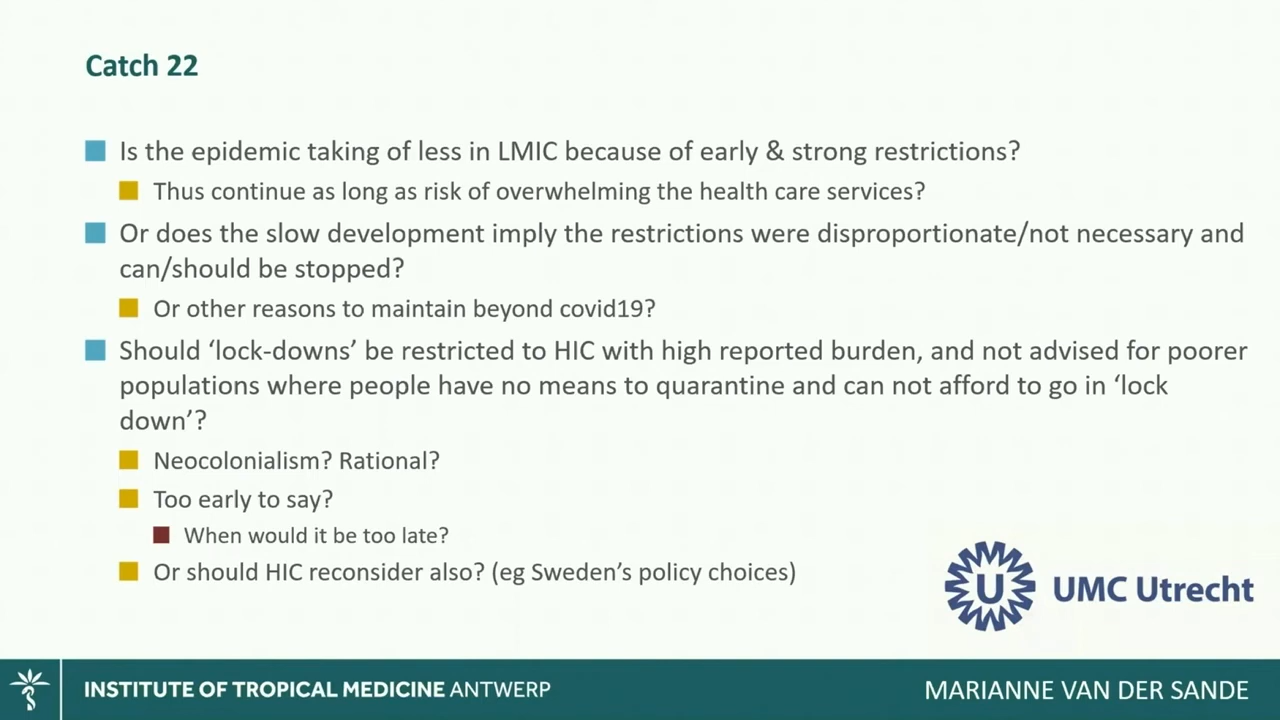 Catch 22
Is the epidemic taking of less in LMIC because of early & strong restrictions?
Thus continue as long as risk of overwhelming the health care services?
Or does the slow development imply the restrictions were disproportionate/not necessary and
can/should be stopped?
Or other reasons to maintain beyond covid19?
Should ‘lock-downs’ be restricted to HIC with high reported burden, and not advised for poorer
populations where people have no means to quarantine and can not afford to go in ‘lock
down’?
Neocolonialism? Rational?
Too early to say?
When would it be too late?
Or should HIC reconsider also? (eg Sweden’s policy choices)
U UMC Utrecht
INSTITUTE OF TROPICAL MEDICINE ANTWERP
MARIANNE VAN DER SANDE